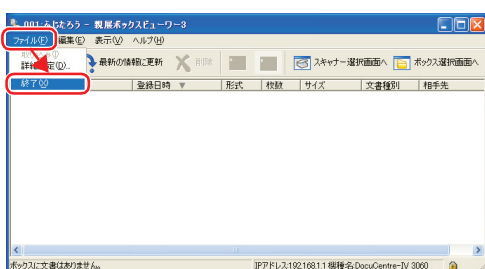 001:ふじたろう - 親展ボックスビューワー3
ファイル(F) 編集(E) 表示(V) ヘルプ(H)
詳細設定(D)... 最新の情報に更新 削除 スキャナー選択画面へ ボックス選択画面へ
終了(X) 登録日時 形式 枚数 サイズ 文書種別 相手先
ボックスに文書はありません。 IPアドレス:192.168.1.1 機種名:DocuCentre-IV 3060